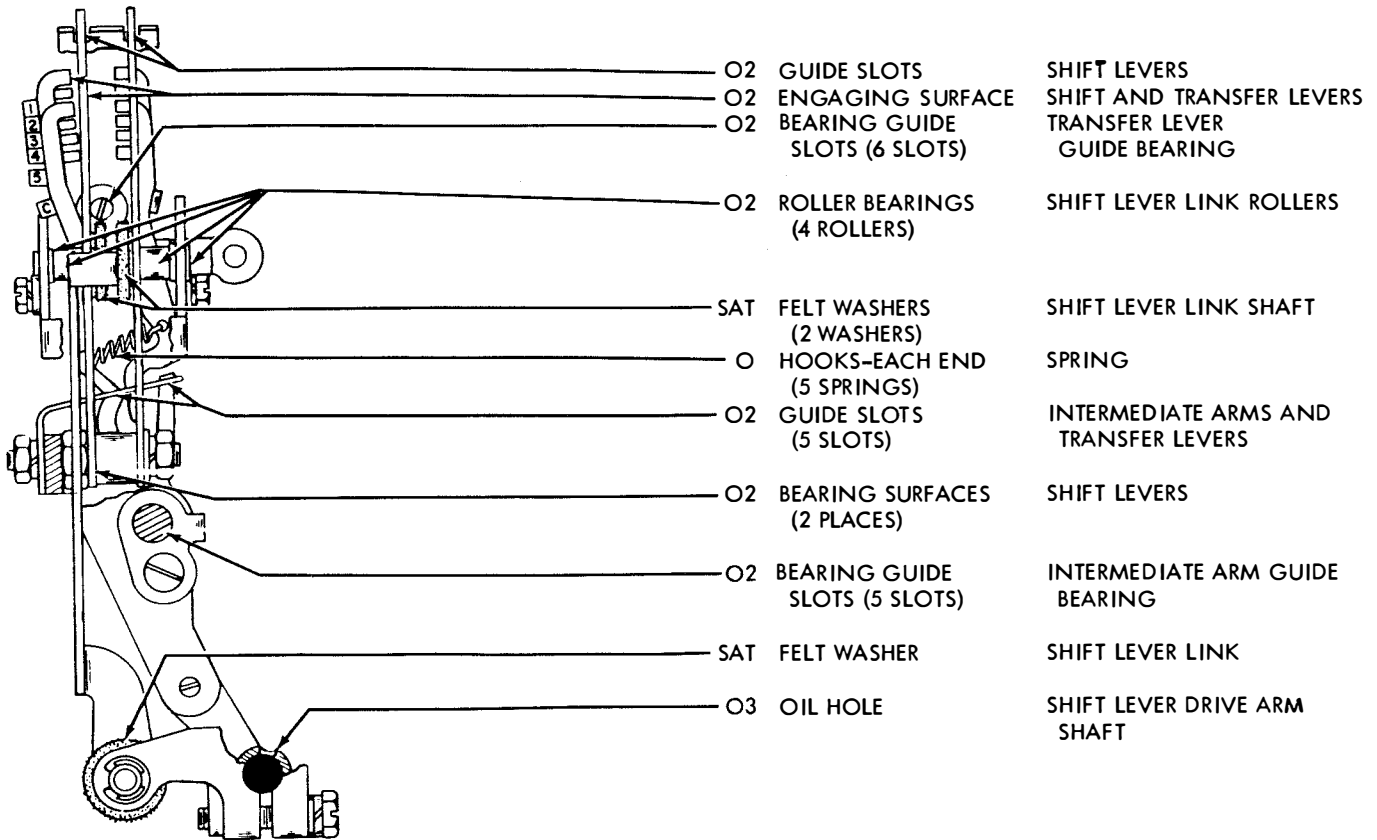 O2 GUIDE SLOTS SHIFT LEVERS
O2 ENGAGING SURFACE SHIFT AND TRANSFER LEVERS
O2 BEARING GUIDE TRANSFER LEVER
SLOTS (6 SLOTS) GUIDE BEARING
1
2
3
4
5
C
O2 ROLLER BEARINGS SHIFT LEVER LINK ROLLERS
(4 ROLLERS)
SAT FELT WASHERS SHIFT LEVER LINK SHAFT
(2 WASHERS)
O HOOKS-EACH END SPRING
(5 SPRINGS)
O2 GUIDE SLOTS INTERMEDIATE ARMS AND
(5 SLOTS) TRANSFER LEVERS
O2 BEARING SURFACES SHIFT LEVERS
(2 PLACES)
O2 BEARING GUIDE INTERMEDIATE ARM GUIDE
SLOTS (5 SLOTS) BEARING
SAT FELT WASHER SHIFT LEVER LINK
O3 OIL HOLE SHIFT LEVER DRIVE ARM
SHAFT